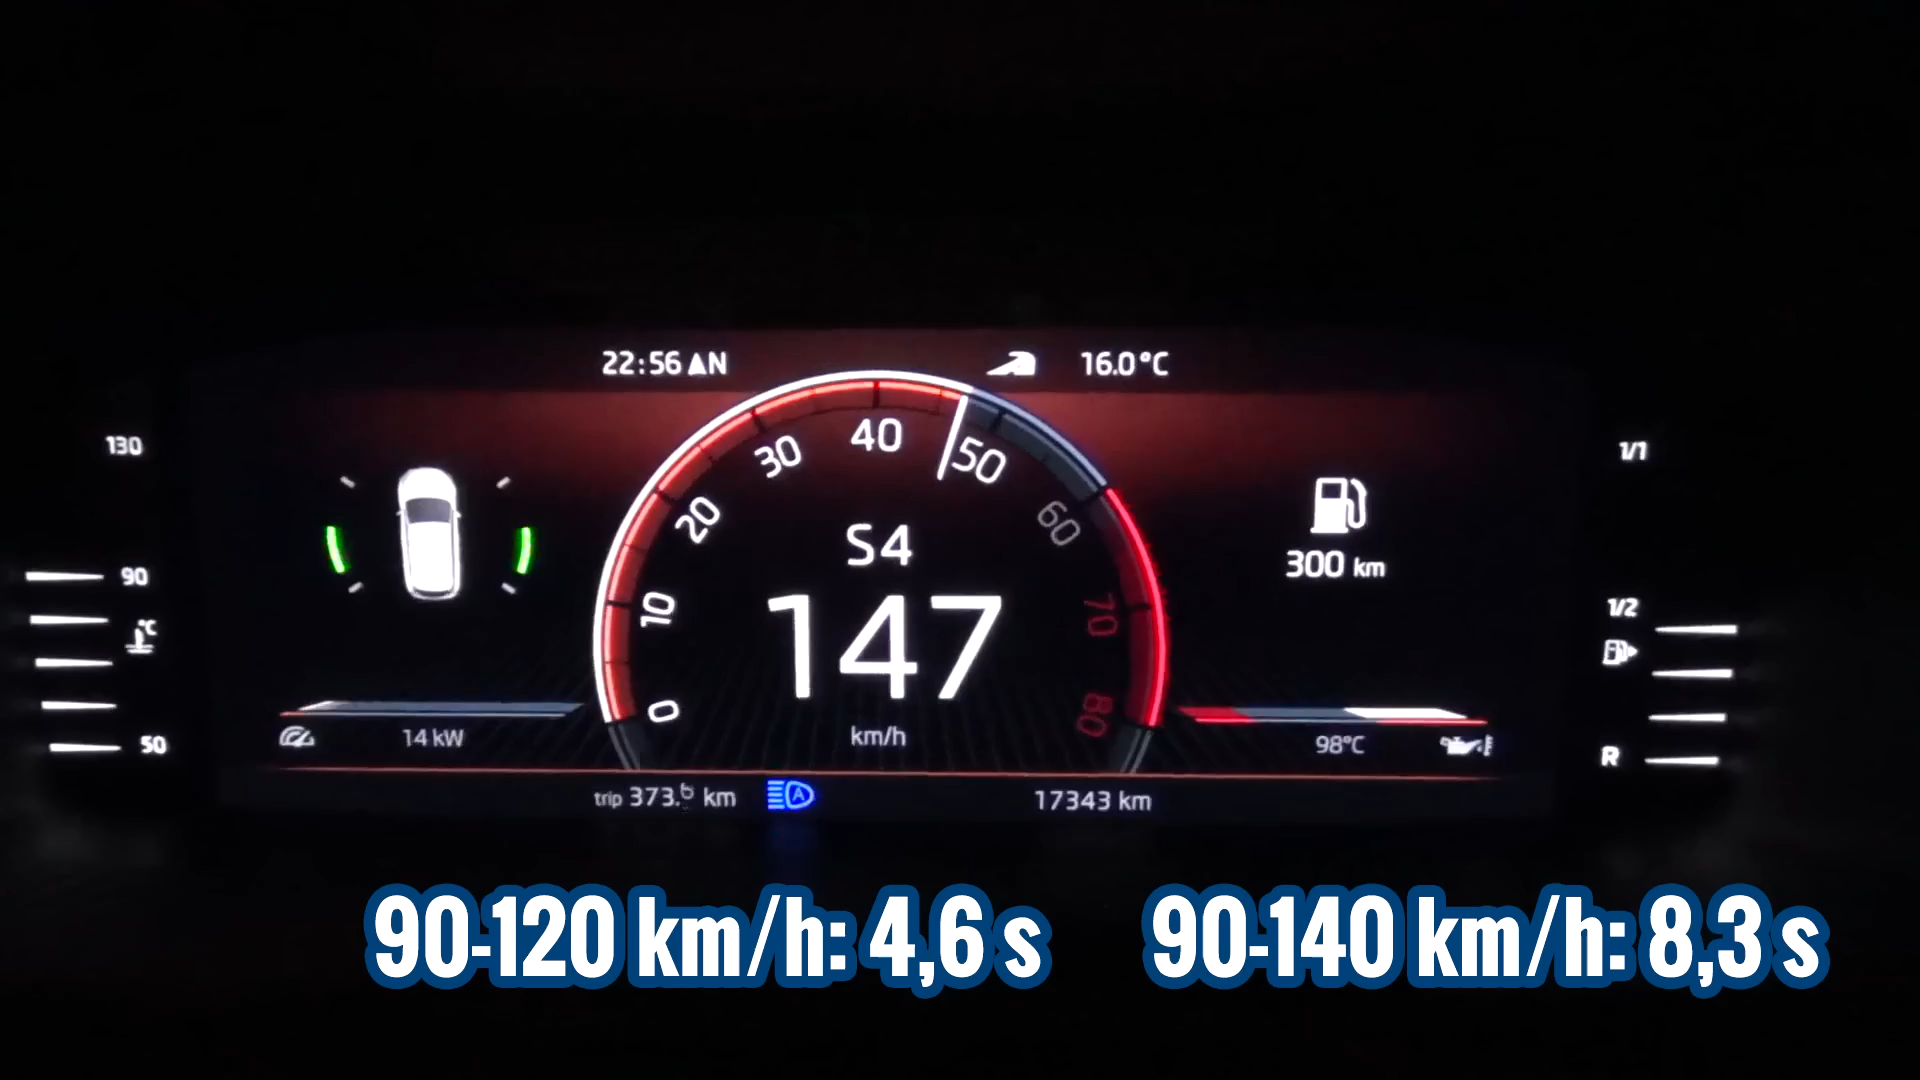 22:56 N
16.0°C
130
1/1
30
40
50
20
60
S4
90
300 km
10
70
1/2
147
°C
0
80
50
14 kW
km/h
98°C
R
trip 373. km
A
17343 km
90-120 km/h: 4,6 s
90-140 km/h: 8,3 s